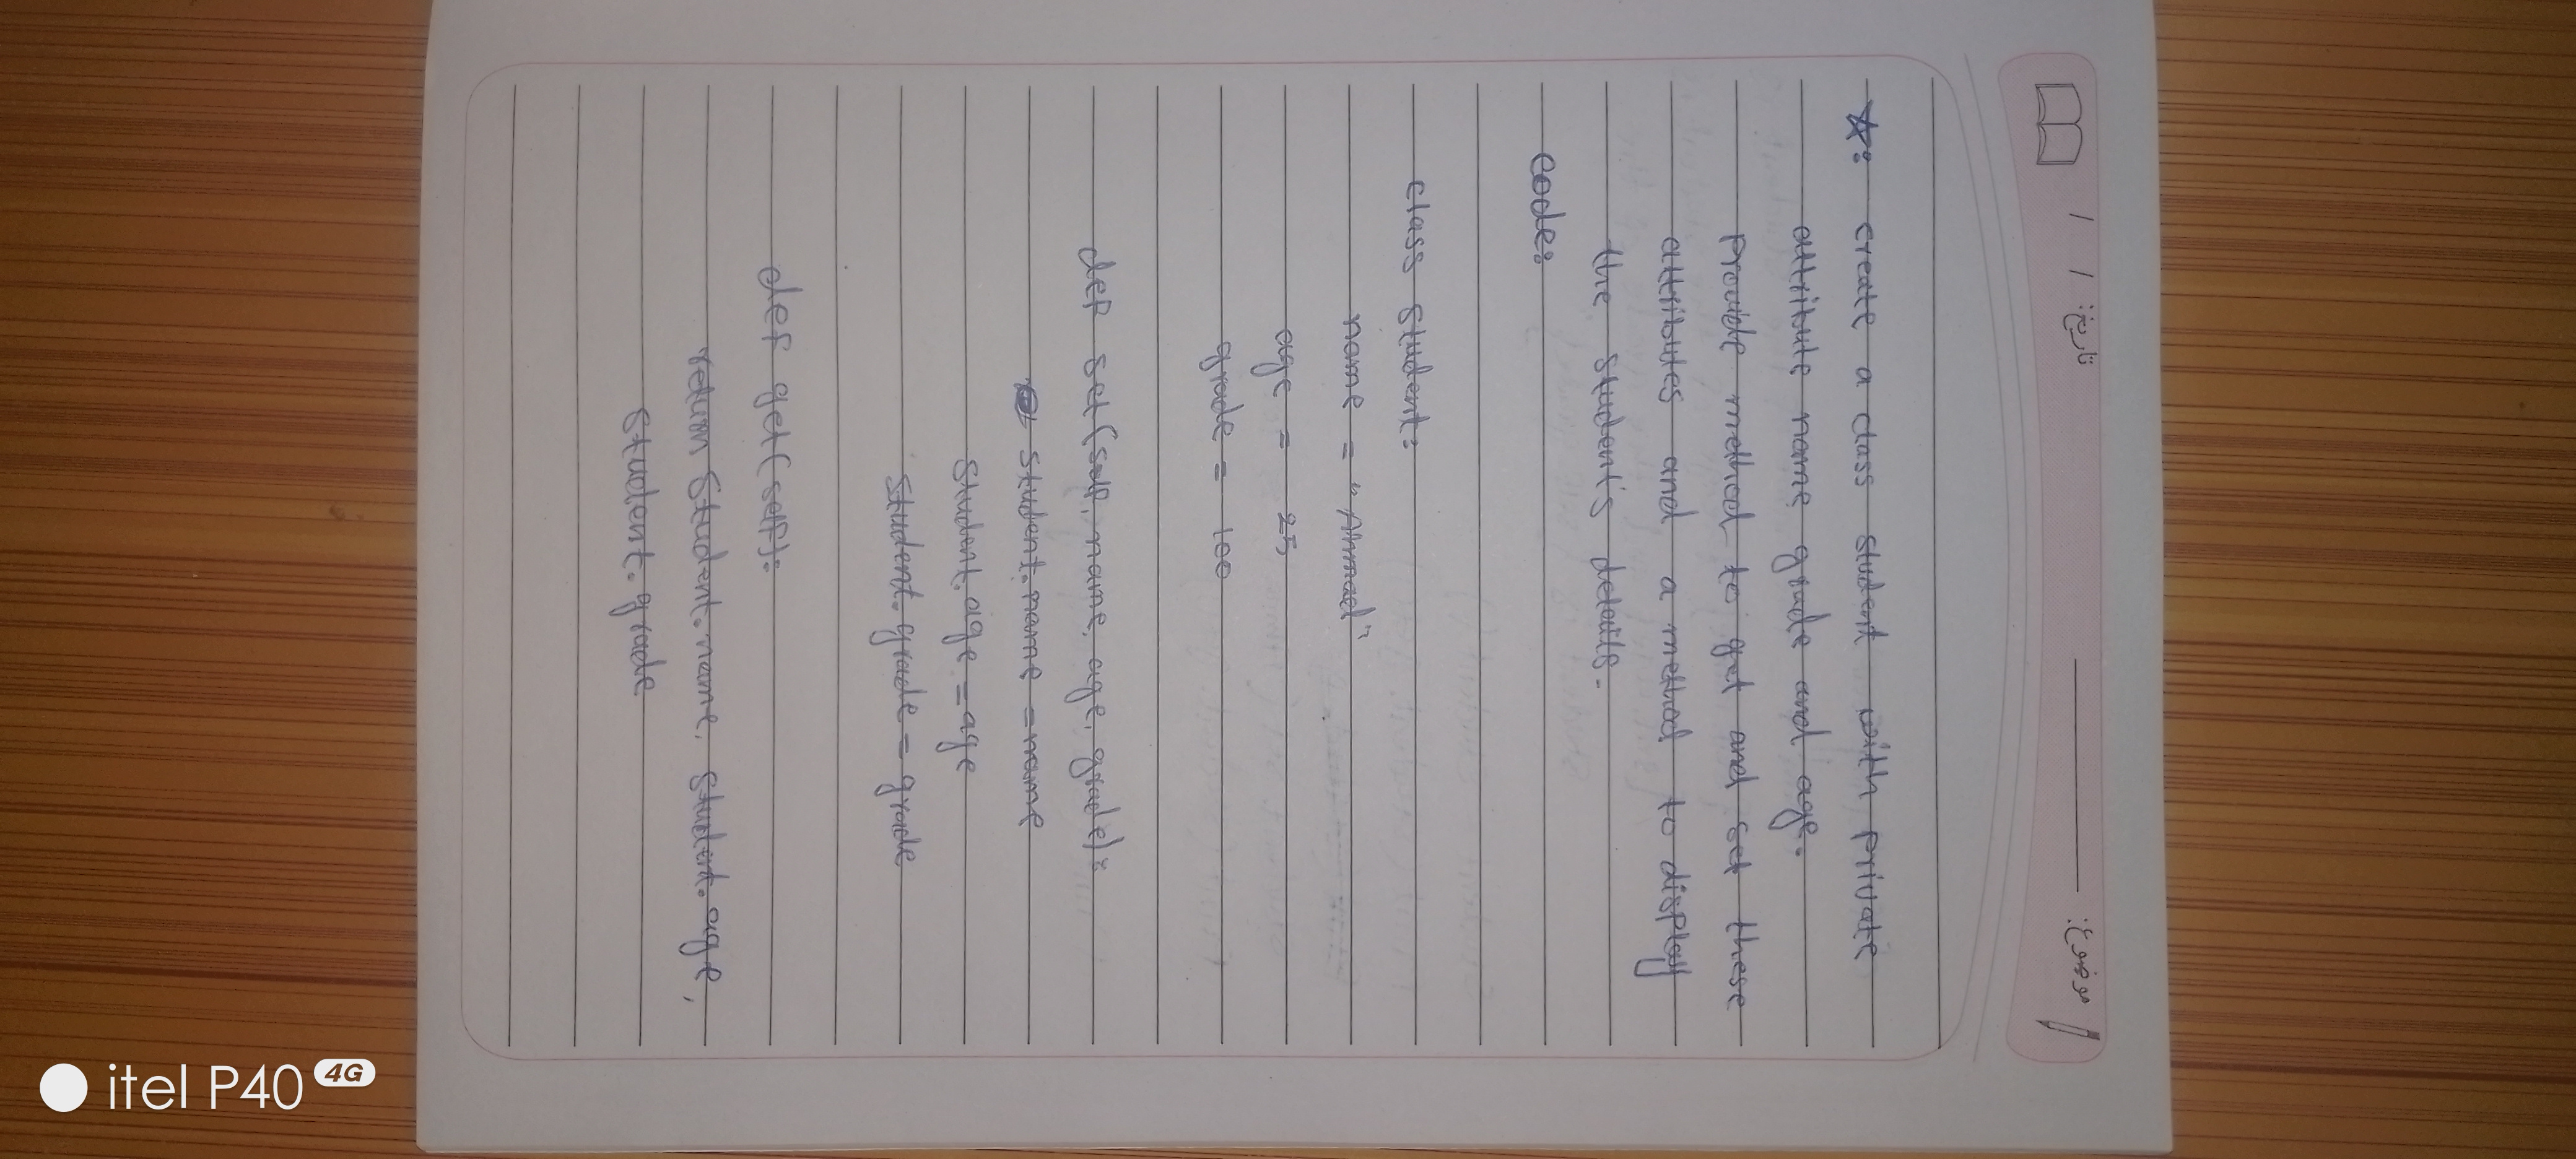 تاریخ: / /
موضوع:
☆: create a class student with private
attribute name grade and age.
Provide method to get and set these
attributes and a method to display
the student's details.
code:
class student:
name = "Ahmad"
age = 25
grade = 100
def set(self, name, age, grade):
student.name = name
student.age = age
student.grade = grade
def get(self):
return student.name, student.age,
student.grade
itel P40 4G